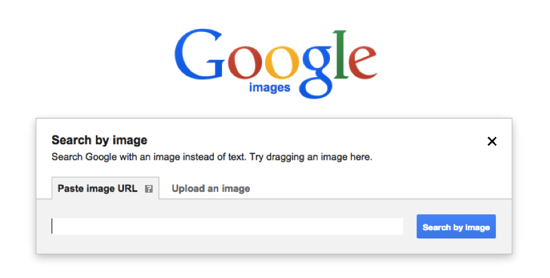 Google
images
Search by image
Search Google with an image instead of text. Try dragging an image here.
Paste image URL
Upload an image
Search by image